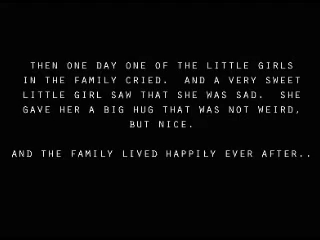 THEN ONE DAY ONE OF THE LITTLE GIRLS
IN THE FAMILY CRIED. AND A VERY SWEET
LITTLE GIRL SAW THAT SHE WAS SAD. SHE
GAVE HER A BIG HUG THAT WAS NOT WEIRD,
BUT NICE.
AND THE FAMILY LIVED HAPPILY EVER AFTER..